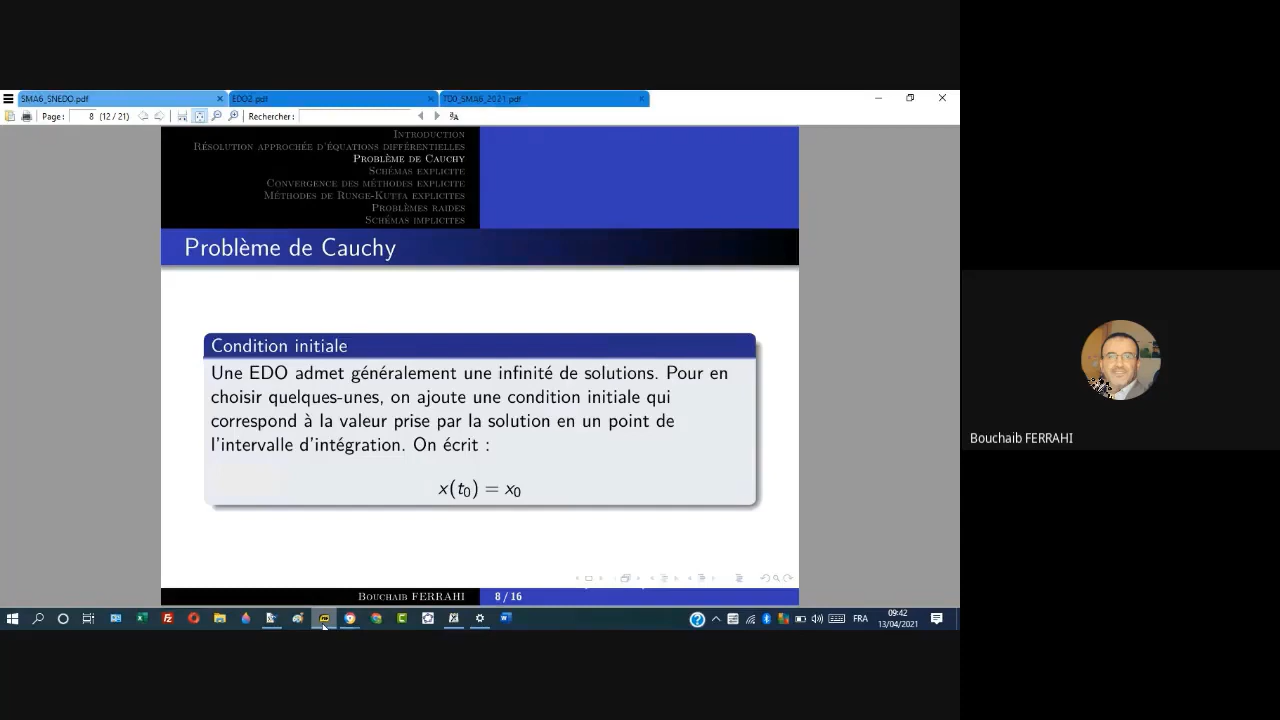 SMA6_SNEDO.pdf
EDO2.pdf
TD0_SMA6_2021.pdf
Page: 8 (12 / 21)
Rechercher:
Introduction
Résolution approchée d'équations différentielles
Problème de Cauchy
Schémas explicite
Convergence des méthodes explicite
Méthodes de Runge-Kutta explicites
Problèmes raides
Schémas implicites
Problème de Cauchy
Condition initiale
Une EDO admet généralement une infinité de solutions. Pour en
choisir quelques-unes, on ajoute une condition initiale qui
correspond à la valeur prise par la solution en un point de
l'intervalle d'intégration. On écrit :
x(t₀) = x₀
Bouchaib FERRAHI
8 / 16
FRA
09:42
13/04/2021
Bouchaib FERRAHI